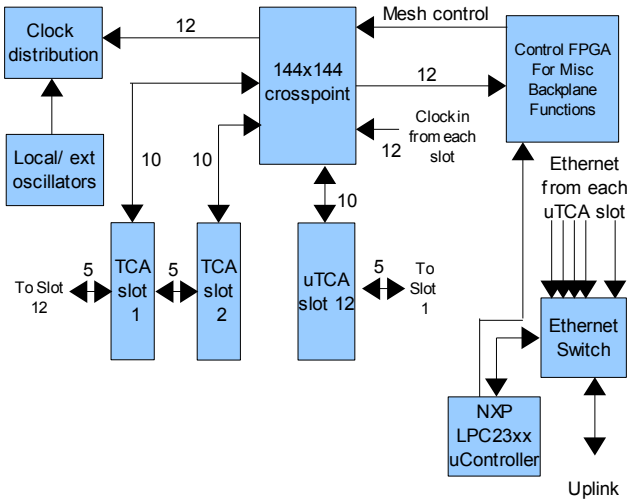 Clock
distribution
12
144x144
crosspoint
Mesh control
12
Control FPGA
For Misc
Backplane
Functions
Clock in
from each
slot
12
Local/ ext
oscillators
10
10
10
Ethernet
from each
uTCA slot
To Slot
12
5
TCA
slot
1
5
TCA
slot
2
uTCA
slot 12
5
To
Slot
1
Ethernet
Switch
NXP
LPC23xx
uController
Uplink